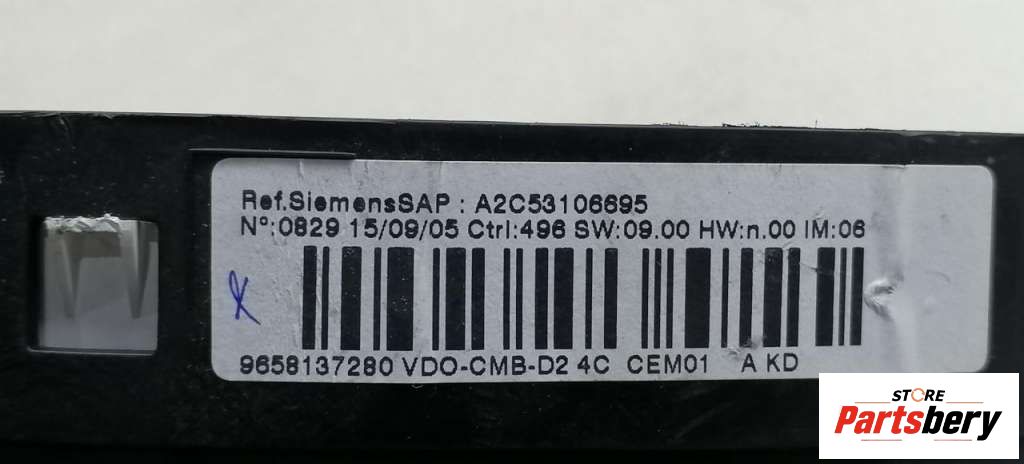 Ref.SiemensSAP : A2C53106695
N°:0829 15/09/05 Ctrl:496 SW:09.00 HW:n.00 IM:06
9658137280 VDO-CMB-D2 4C CEM01 A KD
STORE
Partsbery